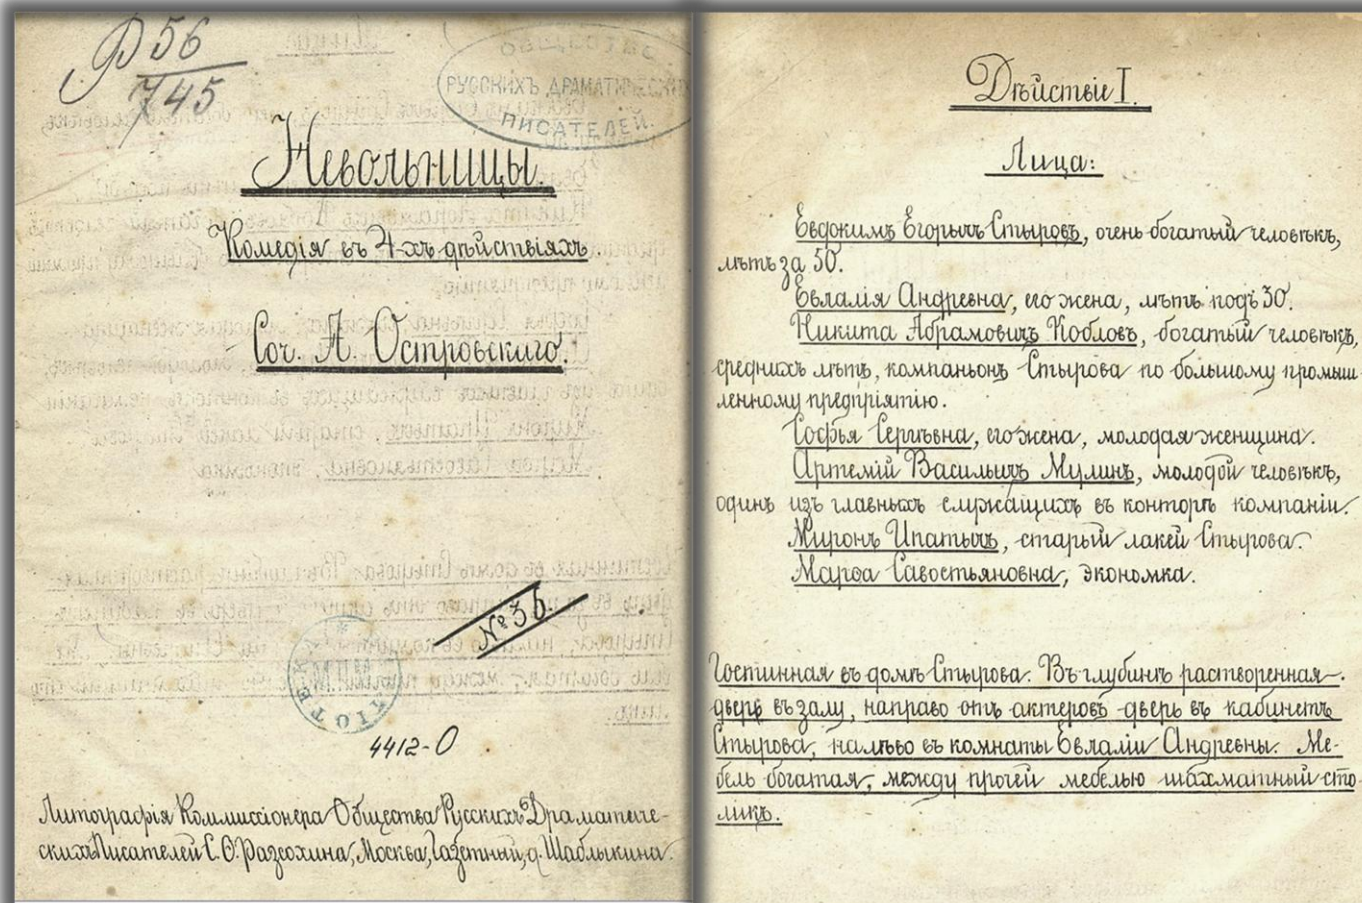 Р 56
745
ОБЩЕСТВО
РУССКИХЪ ДРАМАТИЧЕСКИХЪ
ПИСАТЕЛЕЙ.
Невольницы.
Комедія въ 4-хъ дѣйствіяхъ.
Соч. А. Островскаго.
№ 36
4412-О
Литографія Коммиссіонера Общества Русскихъ Драматиче-
скихъ Писателей С. Ѳ. Разсохина, Москва, Газетный, д. Шаблыкина.
Дѣйствіе I.
Лица:
Евдокимъ Егорычъ Стыровъ, очень богатый человѣкъ,
лѣтъ за 50.
Евлалія Андревна, его жена, лѣтъ подъ 30.
Никита Абрамовичъ Кобловъ, богатый человѣкъ,
среднихъ лѣтъ, компаньонъ Стырова по большому промыш-
ленному предпріятію.
Софья Сергѣевна, его жена, молодая женщина.
Артемій Васильичъ Мулинъ, молодой человѣкъ,
одинъ изъ главныхъ служащихъ въ конторѣ компаніи.
Миронъ Ипатычъ, старый лакей Стырова.
Марѳа Савостьяновна, экономка.
Гостинная въ домѣ Стырова. Въ глубинѣ растворенная
дверь въ залу, направо отъ актеровъ дверь въ кабинетъ
Стырова, налѣво въ комнаты Евлаліи Андревны. Ме-
бель богатая, между прочей мебелью шахматный сто-
ликъ.